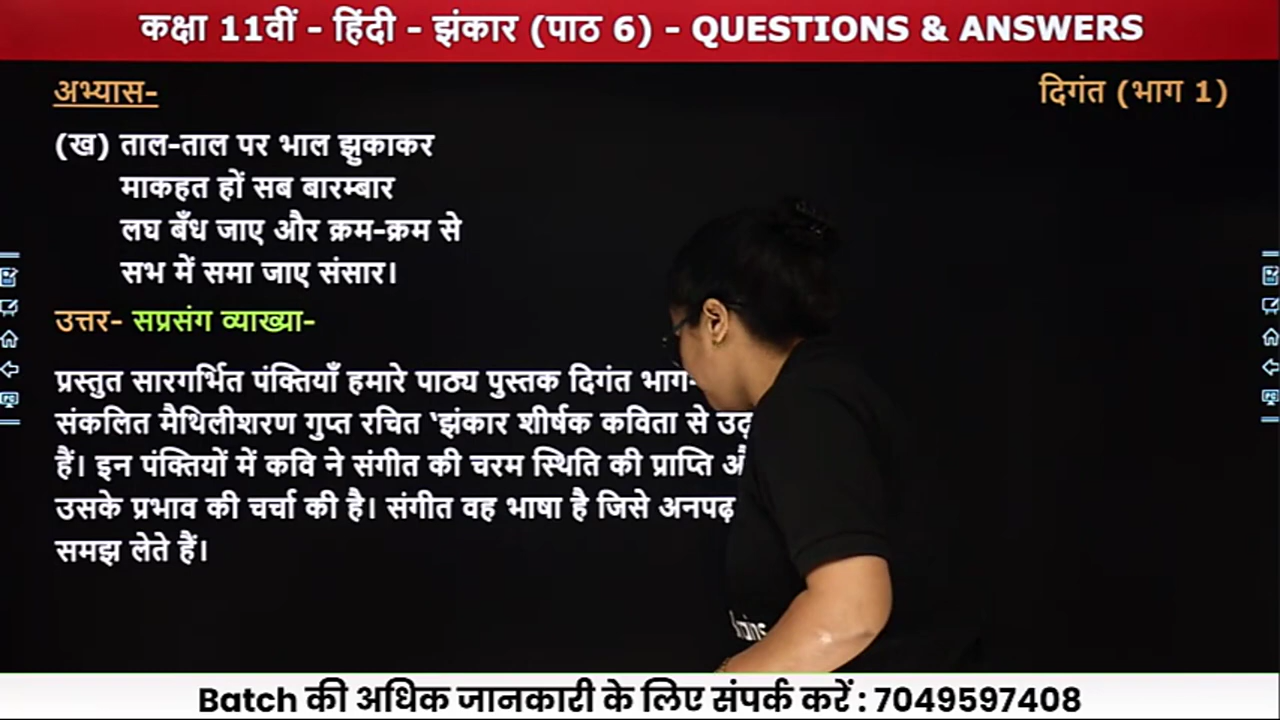 कक्षा 11वीं - हिंदी - झंकार (पाठ 6) - QUESTIONS & ANSWERS
अभ्यास-
दिगंत (भाग 1)
(ख) ताल-ताल पर भाल झुकाकर
माकहत हों सब बारम्बार
लघ बँध जाए और क्रम-क्रम से
सभ में समा जाए संसार।
उत्तर- सप्रसंग व्याख्या-
प्रस्तुत सारगर्भित पंक्तियाँ हमारे पाठ्य पुस्तक दिगंत भाग-
संकलित मैथिलीशरण गुप्त रचित 'झंकार शीर्षक कविता से
हैं। इन पंक्तियों में कवि ने संगीत की चरम स्थिति की प्राप्ति
उसके प्रभाव की चर्चा की है। संगीत वह भाषा है जिसे अनपढ़
समझ लेते हैं।
Batch की अधिक जानकारी के लिए संपर्क करें : 7049597408